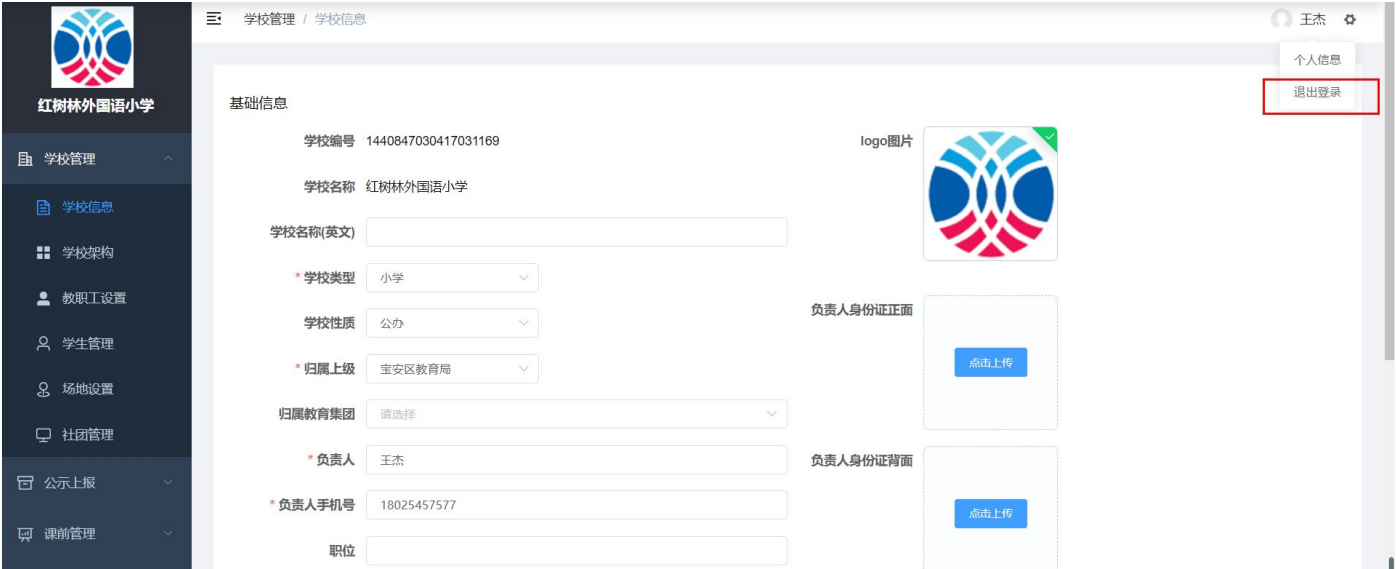 红树林外国语小学
学校管理
学校信息
学校架构
教职工设置
学生管理
场地设置
社团管理
公示上报
课前管理
学校管理 / 学校信息
王杰
个人信息
退出登录
基础信息
学校编号 1440847030417031169
学校名称 红树林外国语小学
学校名称(英文)
* 学校类型 小学
学校性质 公办
* 归属上级 宝安区教育局
归属教育集团 请选择
* 负责人 王杰
* 负责人手机号 18025457577
职位
logo图片
负责人身份证正面
点击上传
负责人身份证背面
点击上传